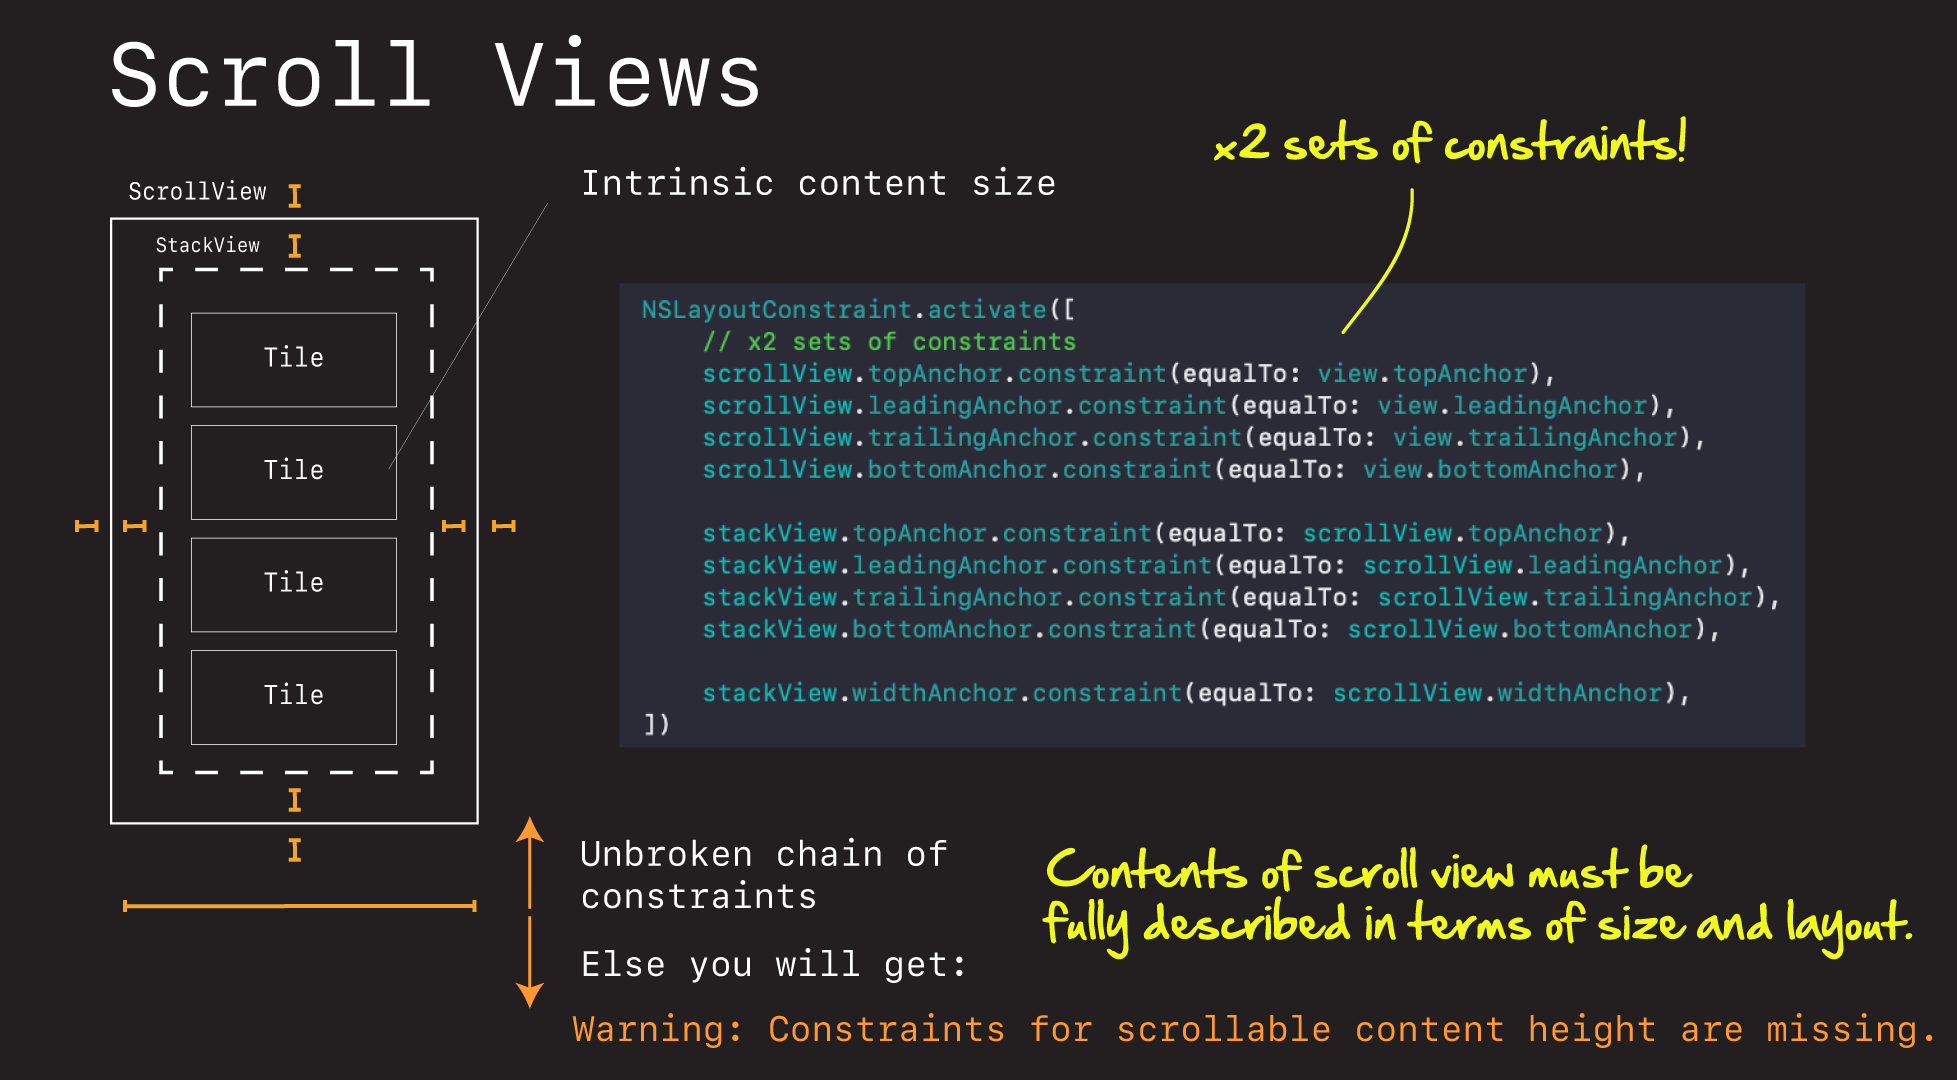 Scroll Views
x2 sets of constraints!
Intrinsic content size
ScrollView
StackView
Tile
Tile
Tile
Tile
NSLayoutConstraint.activate([
// x2 sets of constraints
scrollView.topAnchor.constraint(equalTo: view.topAnchor),
scrollView.leadingAnchor.constraint(equalTo: view.leadingAnchor),
scrollView.trailingAnchor.constraint(equalTo: view.trailingAnchor),
scrollView.bottomAnchor.constraint(equalTo: view.bottomAnchor),
stackView.topAnchor.constraint(equalTo: scrollView.topAnchor),
stackView.leadingAnchor.constraint(equalTo: scrollView.leadingAnchor),
stackView.trailingAnchor.constraint(equalTo: scrollView.trailingAnchor),
stackView.bottomAnchor.constraint(equalTo: scrollView.bottomAnchor),
stackView.widthAnchor.constraint(equalTo: scrollView.widthAnchor),
])
Unbroken chain of
constraints
Else you will get:
Contents of scroll view must be
fully described in terms of size and layout.
Warning: Constraints for scrollable content height are missing.